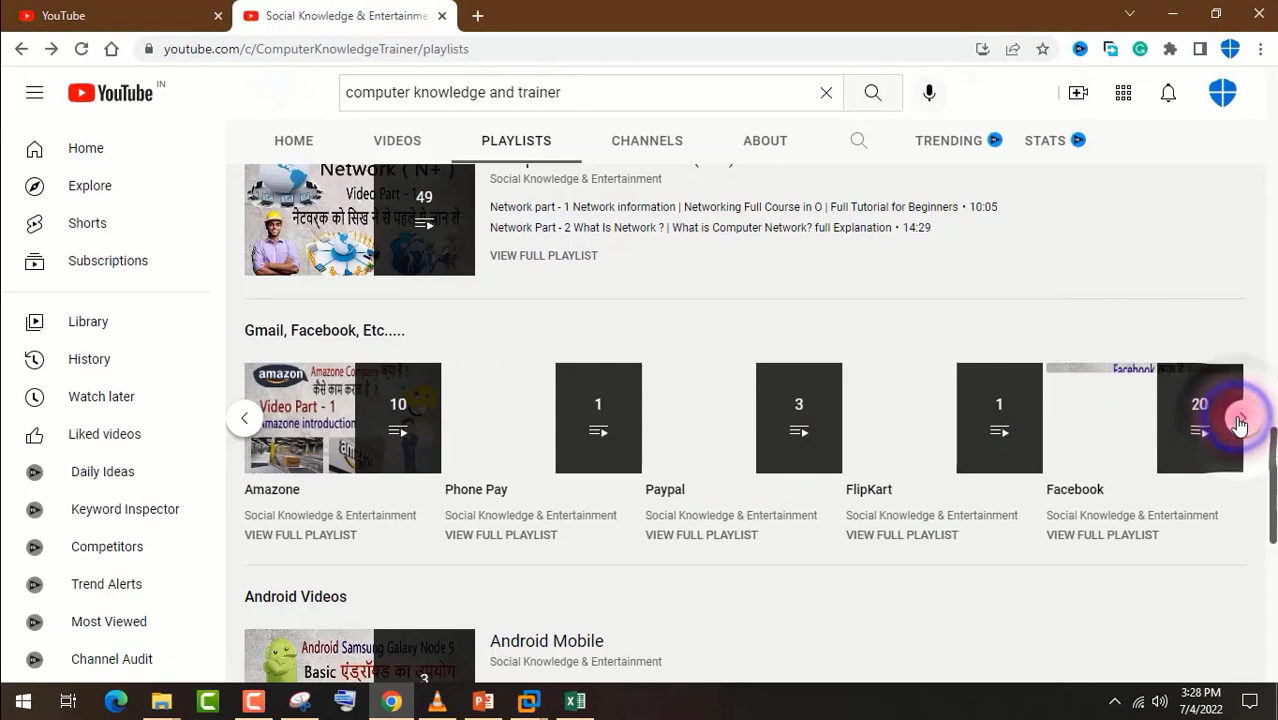 YouTube
Social Knowledge & Entertainme
youtube.com/c/ComputerKnowledgeTrainer/playlists
YouTube IN
computer knowledge and trainer
HOME VIDEOS PLAYLISTS CHANNELS ABOUT TRENDING STATS
Home
Explore
Shorts
Subscriptions
Library
History
Watch later
Liked videos
Daily Ideas
Keyword Inspector
Competitors
Trend Alerts
Most Viewed
Channel Audit
Network ( N+ )
Video Part - 1
नेटवर्क को सिख ने से पहले ने जान ले
49
Social Knowledge & Entertainment
Network part - 1 Network information | Networking Full Course in O | Full Tutorial for Beginners • 10:05
Network Part - 2 What Is Network ? | What is Computer Network? full Explanation • 14:29
VIEW FULL PLAYLIST
Gmail, Facebook, Etc.....
amazon
Amazone Company क्या है ?
कैसे काम करता है ?
Video Part - 1
Amazone introduction
10
1
3
1
Facebook
20
Amazone
Social Knowledge & Entertainment
VIEW FULL PLAYLIST
Phone Pay
Social Knowledge & Entertainment
VIEW FULL PLAYLIST
Paypal
Social Knowledge & Entertainment
VIEW FULL PLAYLIST
FlipKart
Social Knowledge & Entertainment
VIEW FULL PLAYLIST
Facebook
Social Knowledge & Entertainment
VIEW FULL PLAYLIST
Android Videos
Android Samsung Galaxy Node 9
Basic एंड्रॉयड का उपयोग
3
Android Mobile
Social Knowledge & Entertainment
3:28 PM
7/4/2022